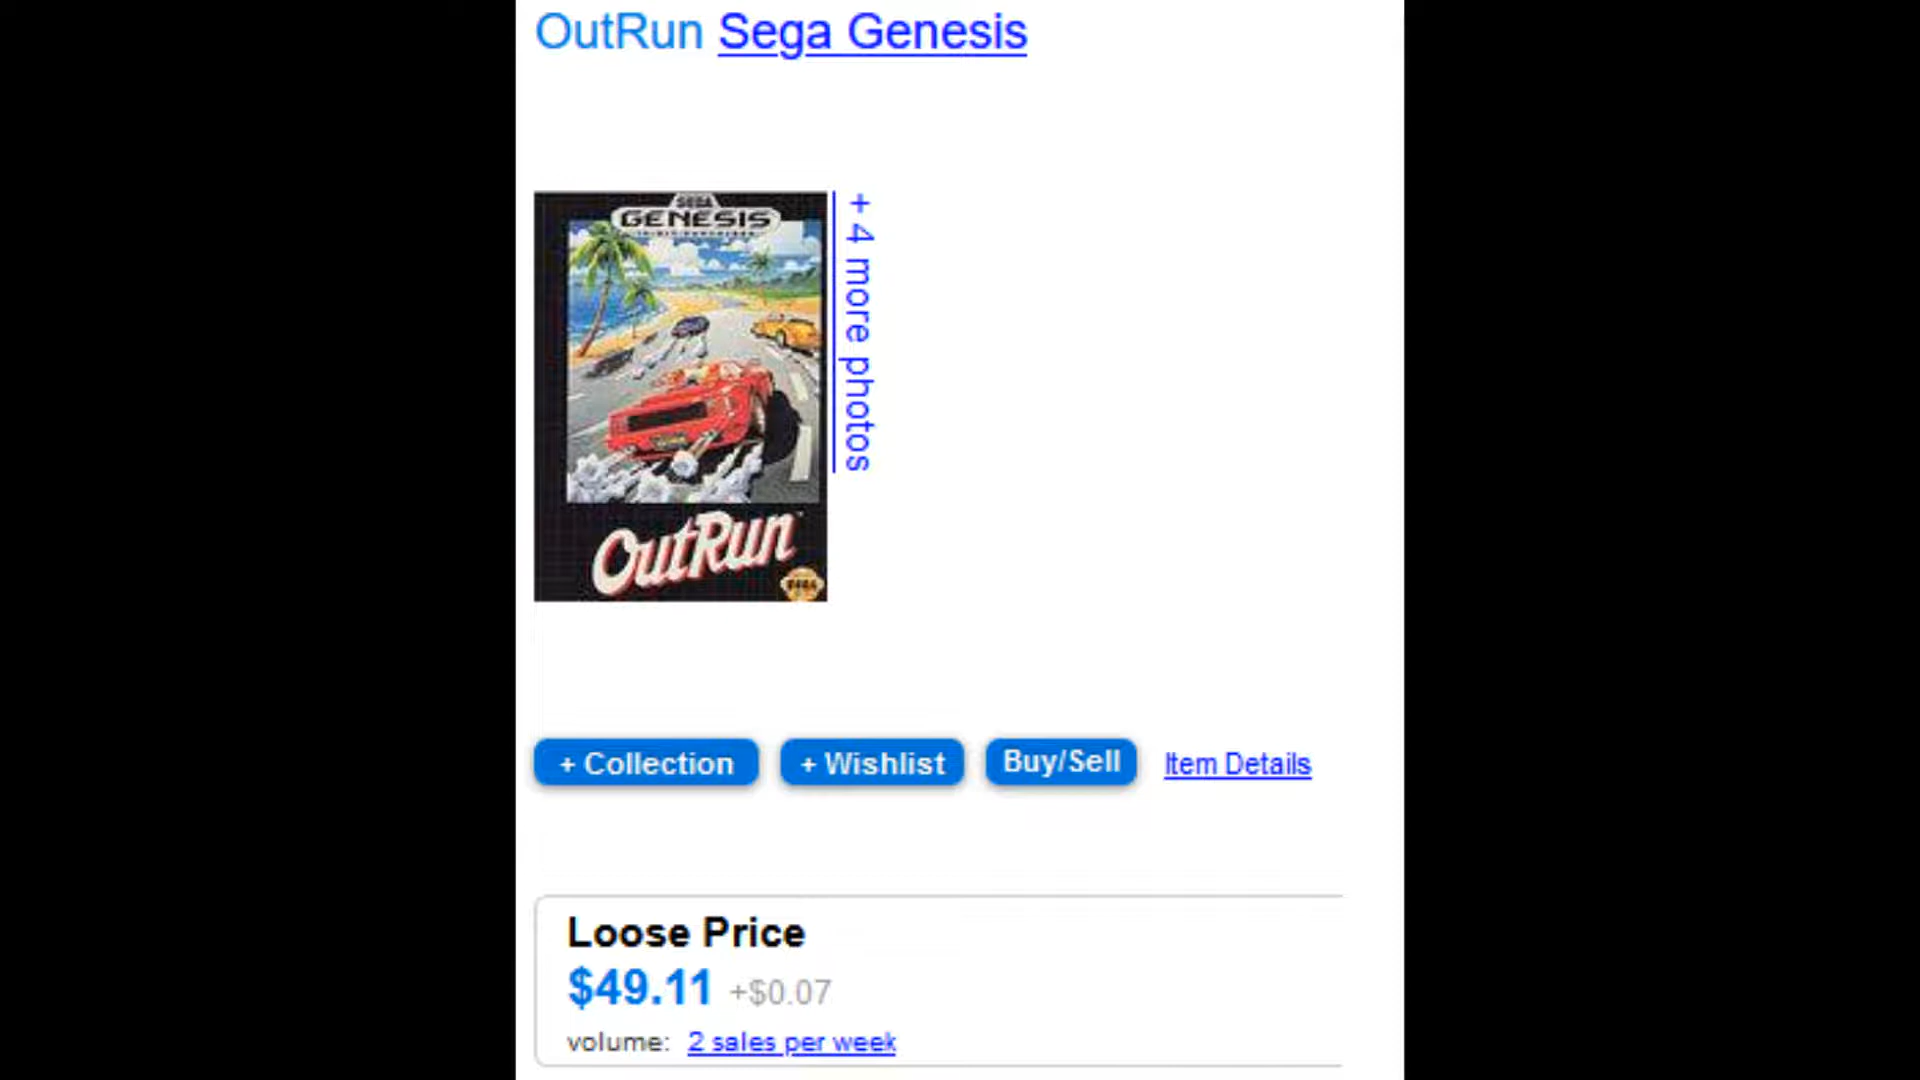 OutRun Sega Genesis
+ 4 more photos
SEGA
GENESIS
OutRun
SEGA
+ Collection
+ Wishlist
Buy/Sell
Item Details
Loose Price
$49.11 +$0.07
volume: 2 sales per week